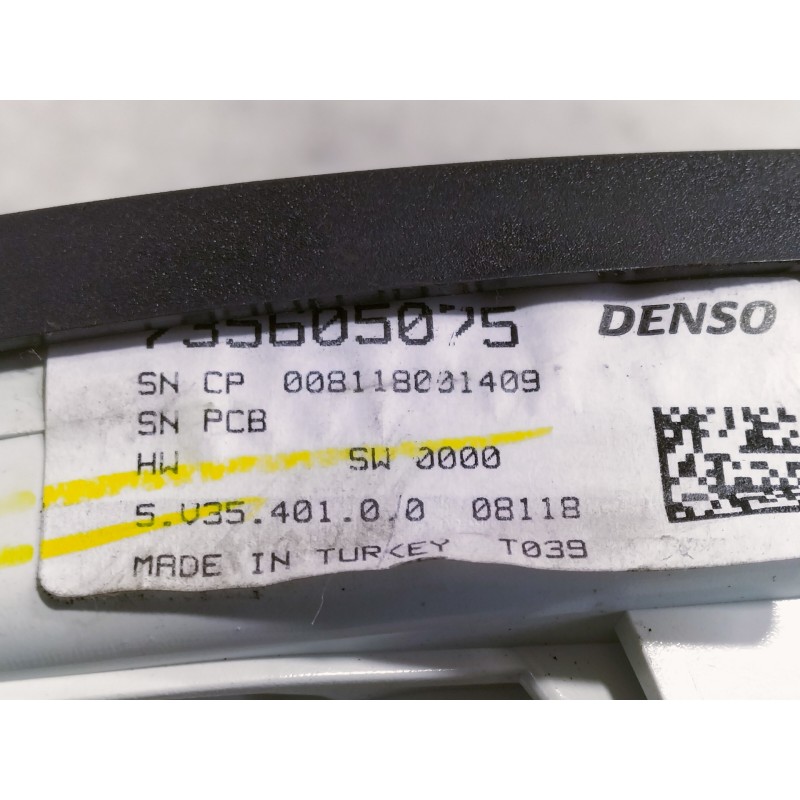 735605075 DENSO
SN CP 008118001409
SN PCB
HW SW 0000
5.V35.401.0/0 08118
MADE IN TURKEY T039